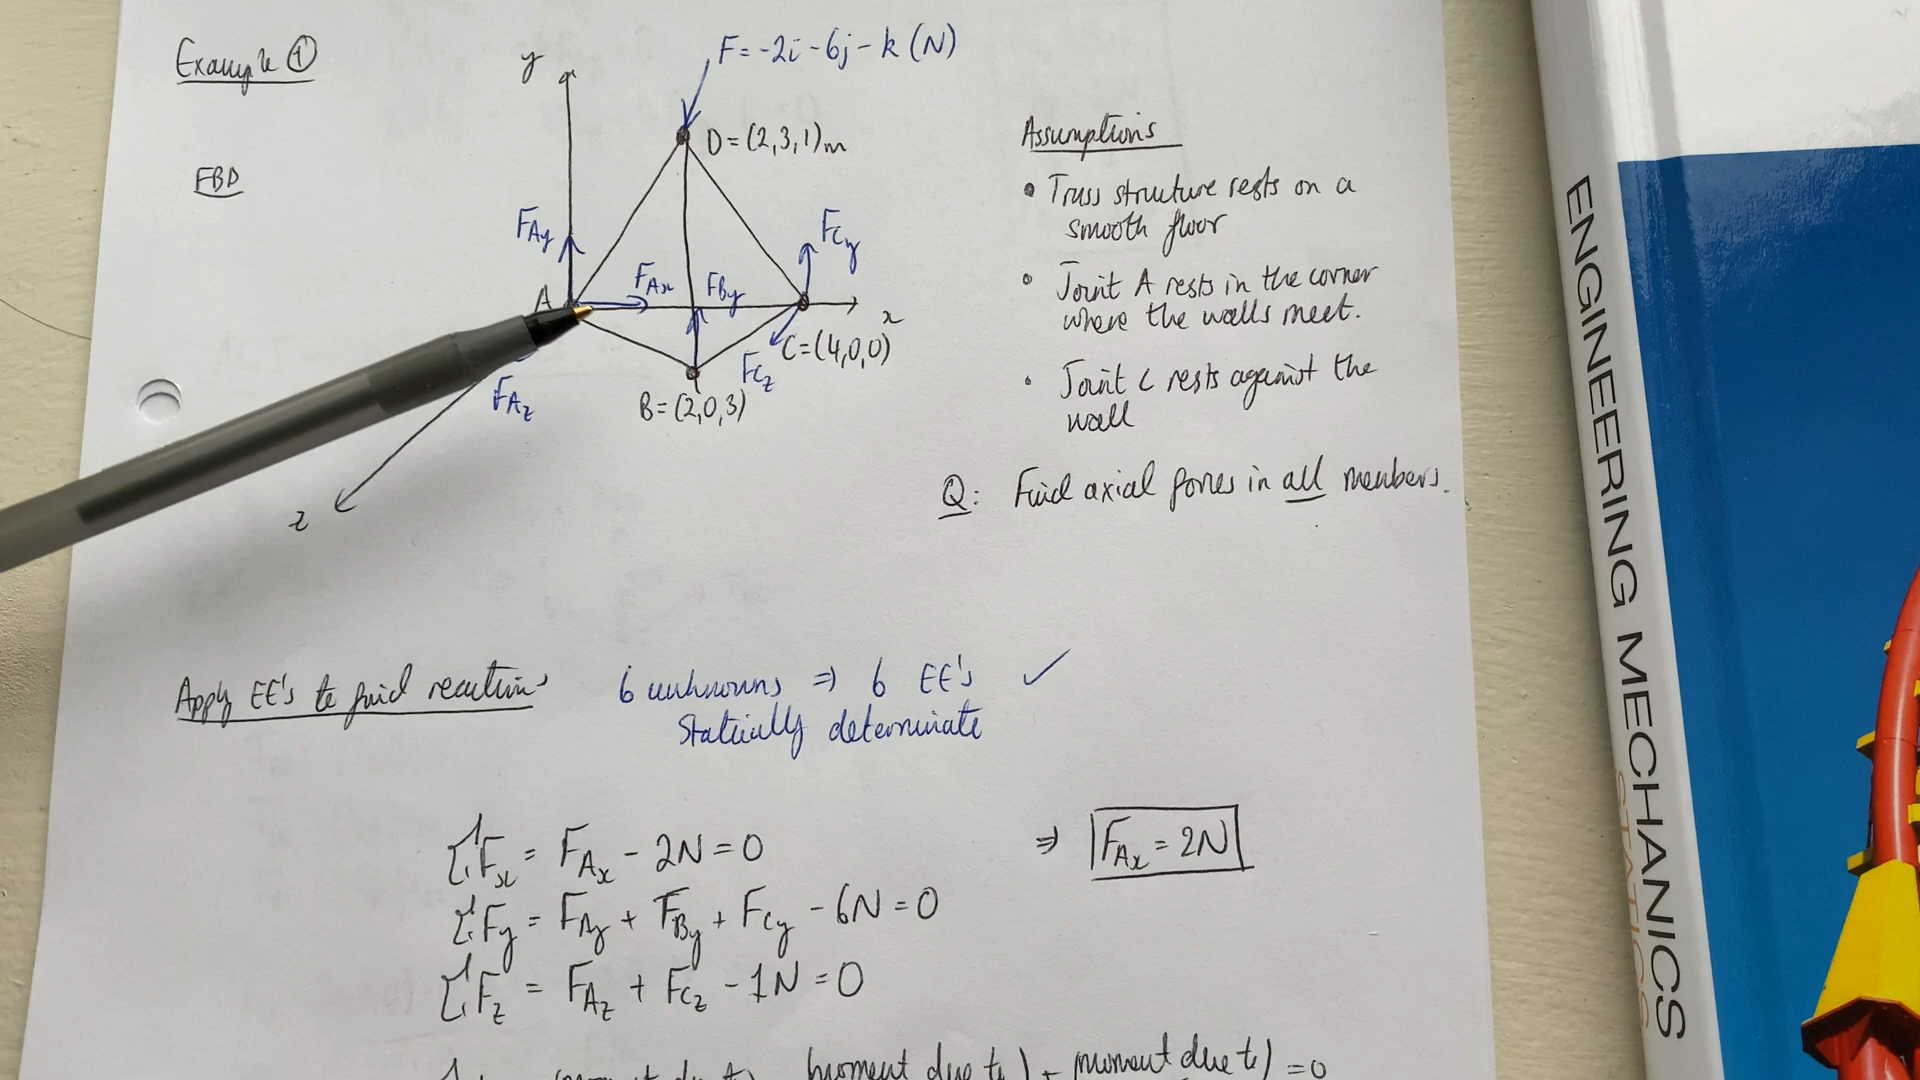 Example ①
y
F = -2i - 6j - k (N)
D = (2,3,1)m
FBD
FAy
FCy
A
FAx
FBy
x
C = (4,0,0)
FCz
FAz
B = (2,0,3)
z
Assumptions
• Truss structure rests on a
smooth floor
• Joint A rests in the corner
where the walls meet.
• Joint C rests against the
wall
Q: Find axial forces in all members.
Apply EE's to find reactions
6 unknowns ⇒ 6 EE's ✓
Statically determinate
ΣFx = FAx - 2N = 0 ⇒ FAx = 2N
ΣFy = FAy + FBy + FCy - 6N = 0
ΣFz = FAz + FCz - 1N = 0
moment due to) + moment due to) = 0
ENGINEERING MECHANICS
STATICS